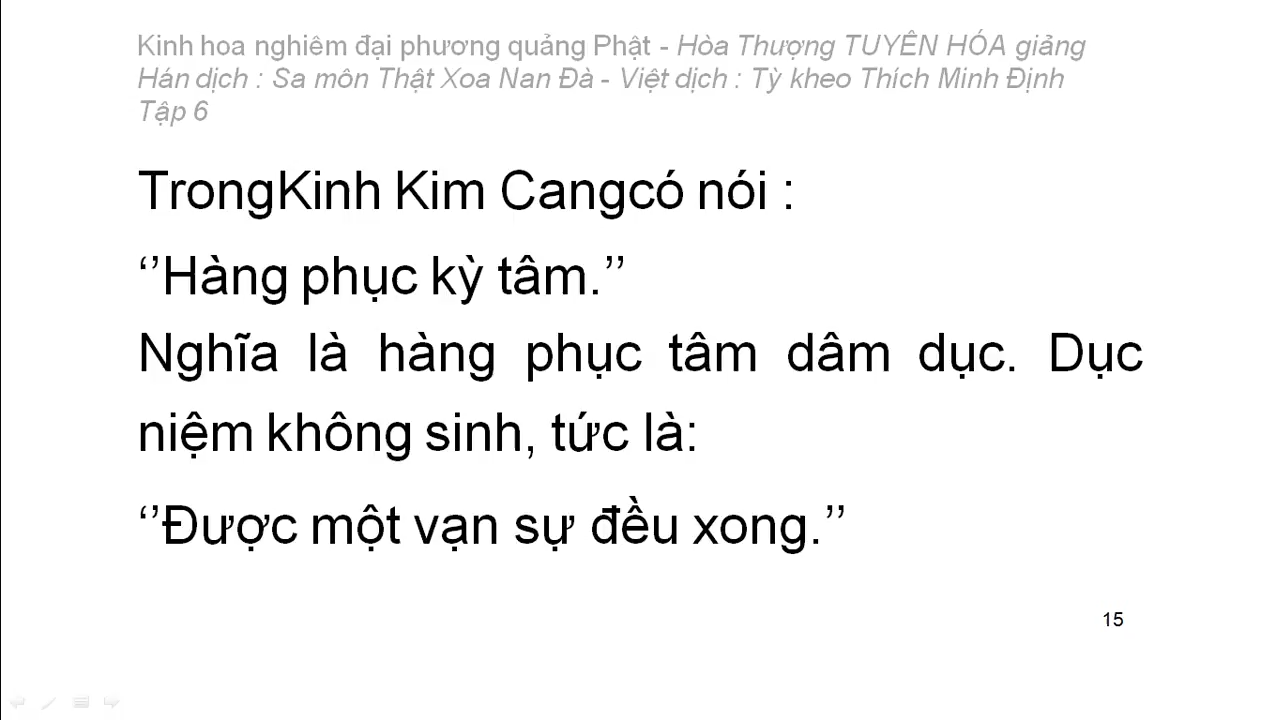 Kinh hoa nghiêm đại phương quảng Phật - Hòa Thượng TUYÊN HÓA giảng
Hán dịch : Sa môn Thật Xoa Nan Đà - Việt dịch : Tỳ kheo Thích Minh Định
Tập 6
TrongKinh Kim Cangcó nói :
‘’Hàng phục kỳ tâm.’’
Nghĩa là hàng phục tâm dâm dục. Dục
niệm không sinh, tức là:
‘’Được một vạn sự đều xong.’’
15